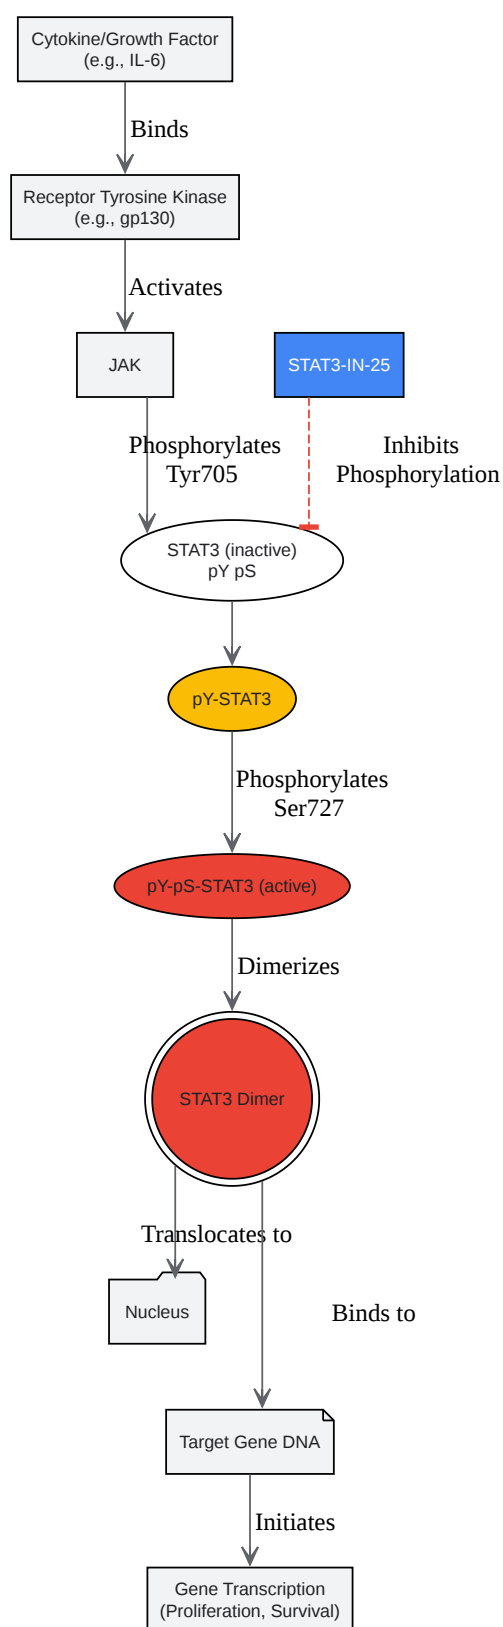 Cytokine/Growth Factor
(e.g., IL-6)
Binds
Receptor Tyrosine Kinase
(e.g., gp130)
Activates
JAK
STAT3-IN-25
Phosphorylates
Tyr705
Inhibits
Phosphorylation
STAT3 (inactive)
pY pS
pY-STAT3
Phosphorylates
Ser727
pY-pS-STAT3 (active)
Dimerizes
STAT3 Dimer
Translocates to
Nucleus
Binds to
Target Gene DNA
Initiates
Gene Transcription
(Proliferation, Survival)